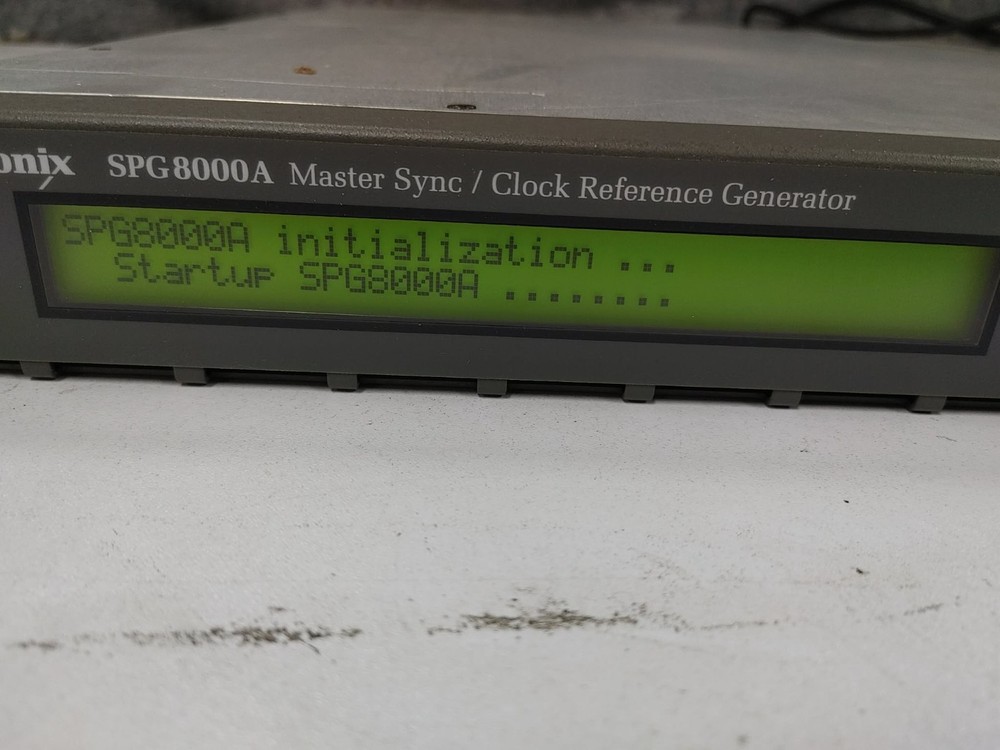 onix SPG8000A Master Sync / Clock Reference Generator
SPG8000A initialization ...
Startup SPG8000A ........